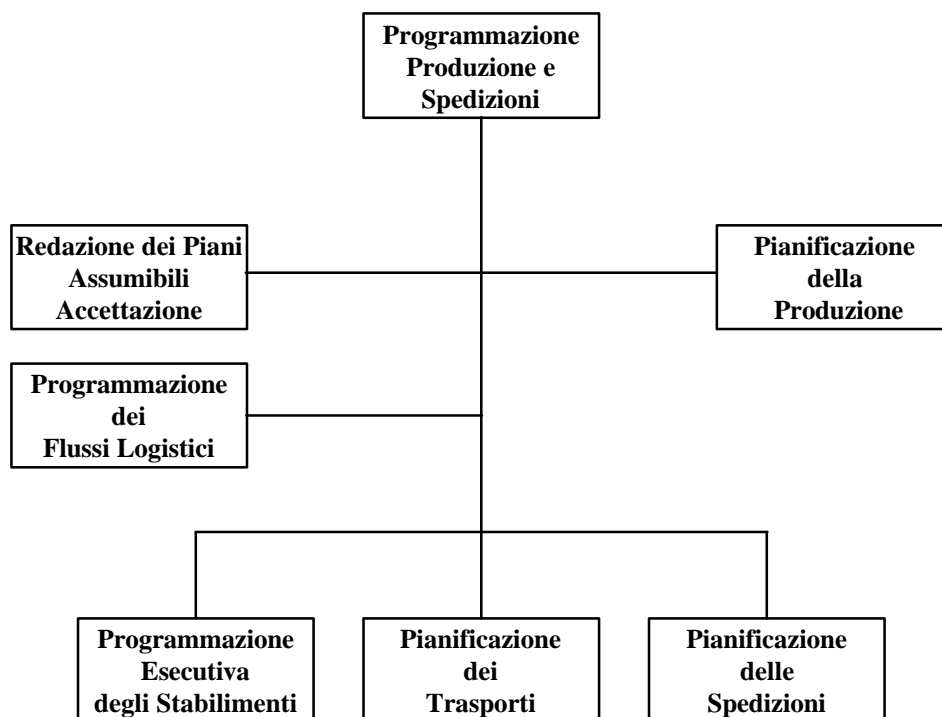 Programmazione
Produzione e
Spedizioni
Redazione dei Piani
Assumibili
Accettazione
Pianificazione
della
Produzione
Programmazione
dei
Flussi Logistici
Programmazione
Esecutiva
degli Stabilimenti
Pianificazione
dei
Trasporti
Pianificazione
delle
Spedizioni